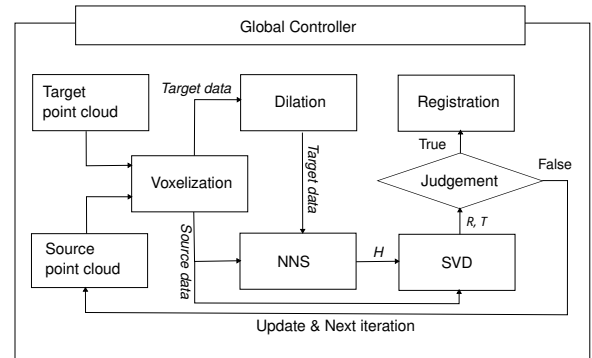 Global Controller
Target
point cloud
Target data
Dilation
Registration
True
False
Voxelization
Target data
Judgement
Source data
R, T
Source
point cloud
NNS
H
SVD
Update & Next iteration